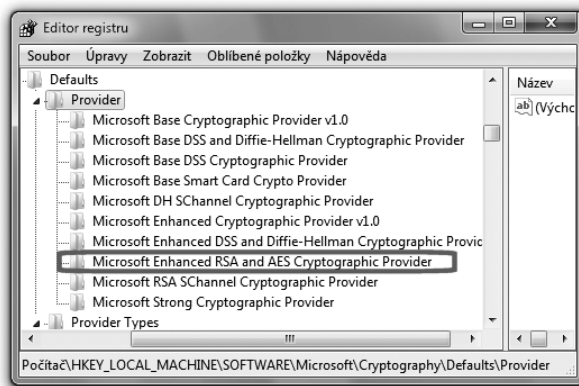 Editor registru
Soubor Úpravy Zobrazit Oblíbené položky Nápověda
Defaults
Provider
Microsoft Base Cryptographic Provider v1.0
Microsoft Base DSS and Diffie-Hellman Cryptographic Provider
Microsoft Base DSS Cryptographic Provider
Microsoft Base Smart Card Crypto Provider
Microsoft DH SChannel Cryptographic Provider
Microsoft Enhanced Cryptographic Provider v1.0
Microsoft Enhanced DSS and Diffie-Hellman Cryptographic Provid
Microsoft Enhanced RSA and AES Cryptographic Provider
Microsoft RSA SChannel Cryptographic Provider
Microsoft Strong Cryptographic Provider
Provider Types
Název
ab (Výcho
Počítač\HKEY_LOCAL_MACHINE\SOFTWARE\Microsoft\Cryptography\Defaults\Provider